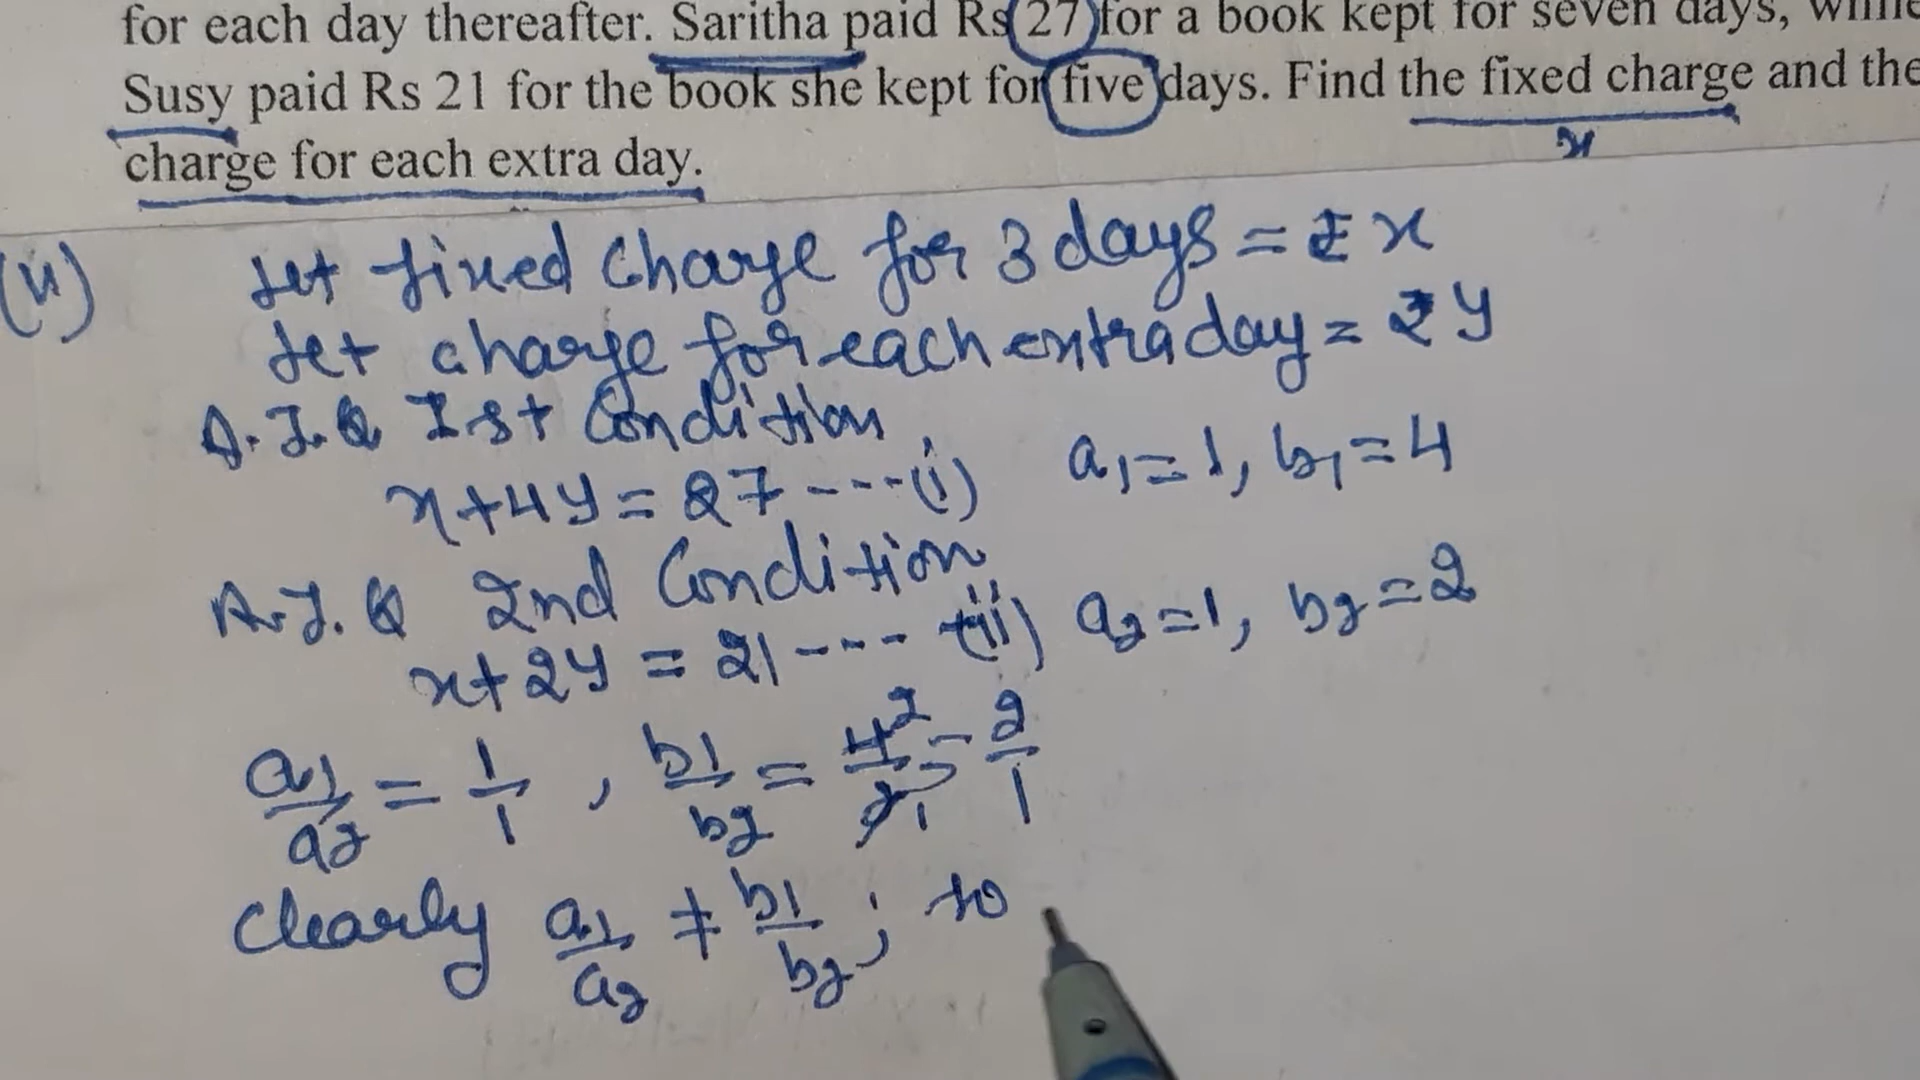 for each day thereafter. Saritha paid Rs 27 for a book kept for seven days, while
Susy paid Rs 21 for the book she kept for five days. Find the fixed charge and the
x
charge for each extra day.
(ii) Let fixed charge for 3 days = ₹ x
Let charge for each extra day = ₹ y
A.T.Q Ist Condition,
x+4y = 27 ----(i) a1=1, b1=4
A.T.Q 2nd Condition
x+2y = 21 ---- (ii) a2=1, b2=2
a1/a2 = 1/1, b1/b2 = 4/2 = 2/1
2
1
Clearly a1/a2 ≠ b1/b2; so